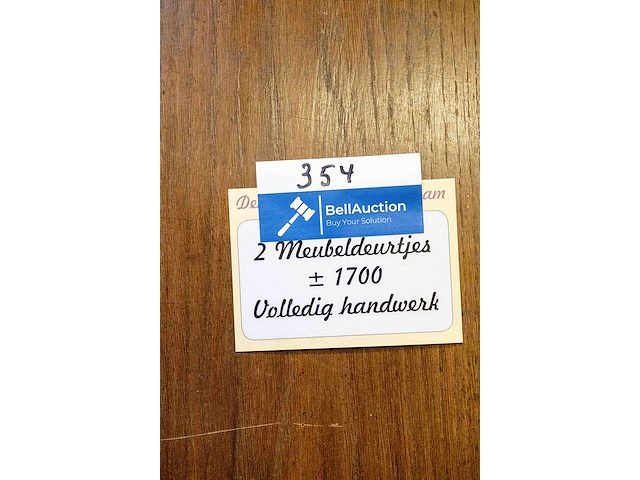 354
BellAuction
Buy Your Solution
2 Meubeldeurtjes
± 1700
Volledig handwerk